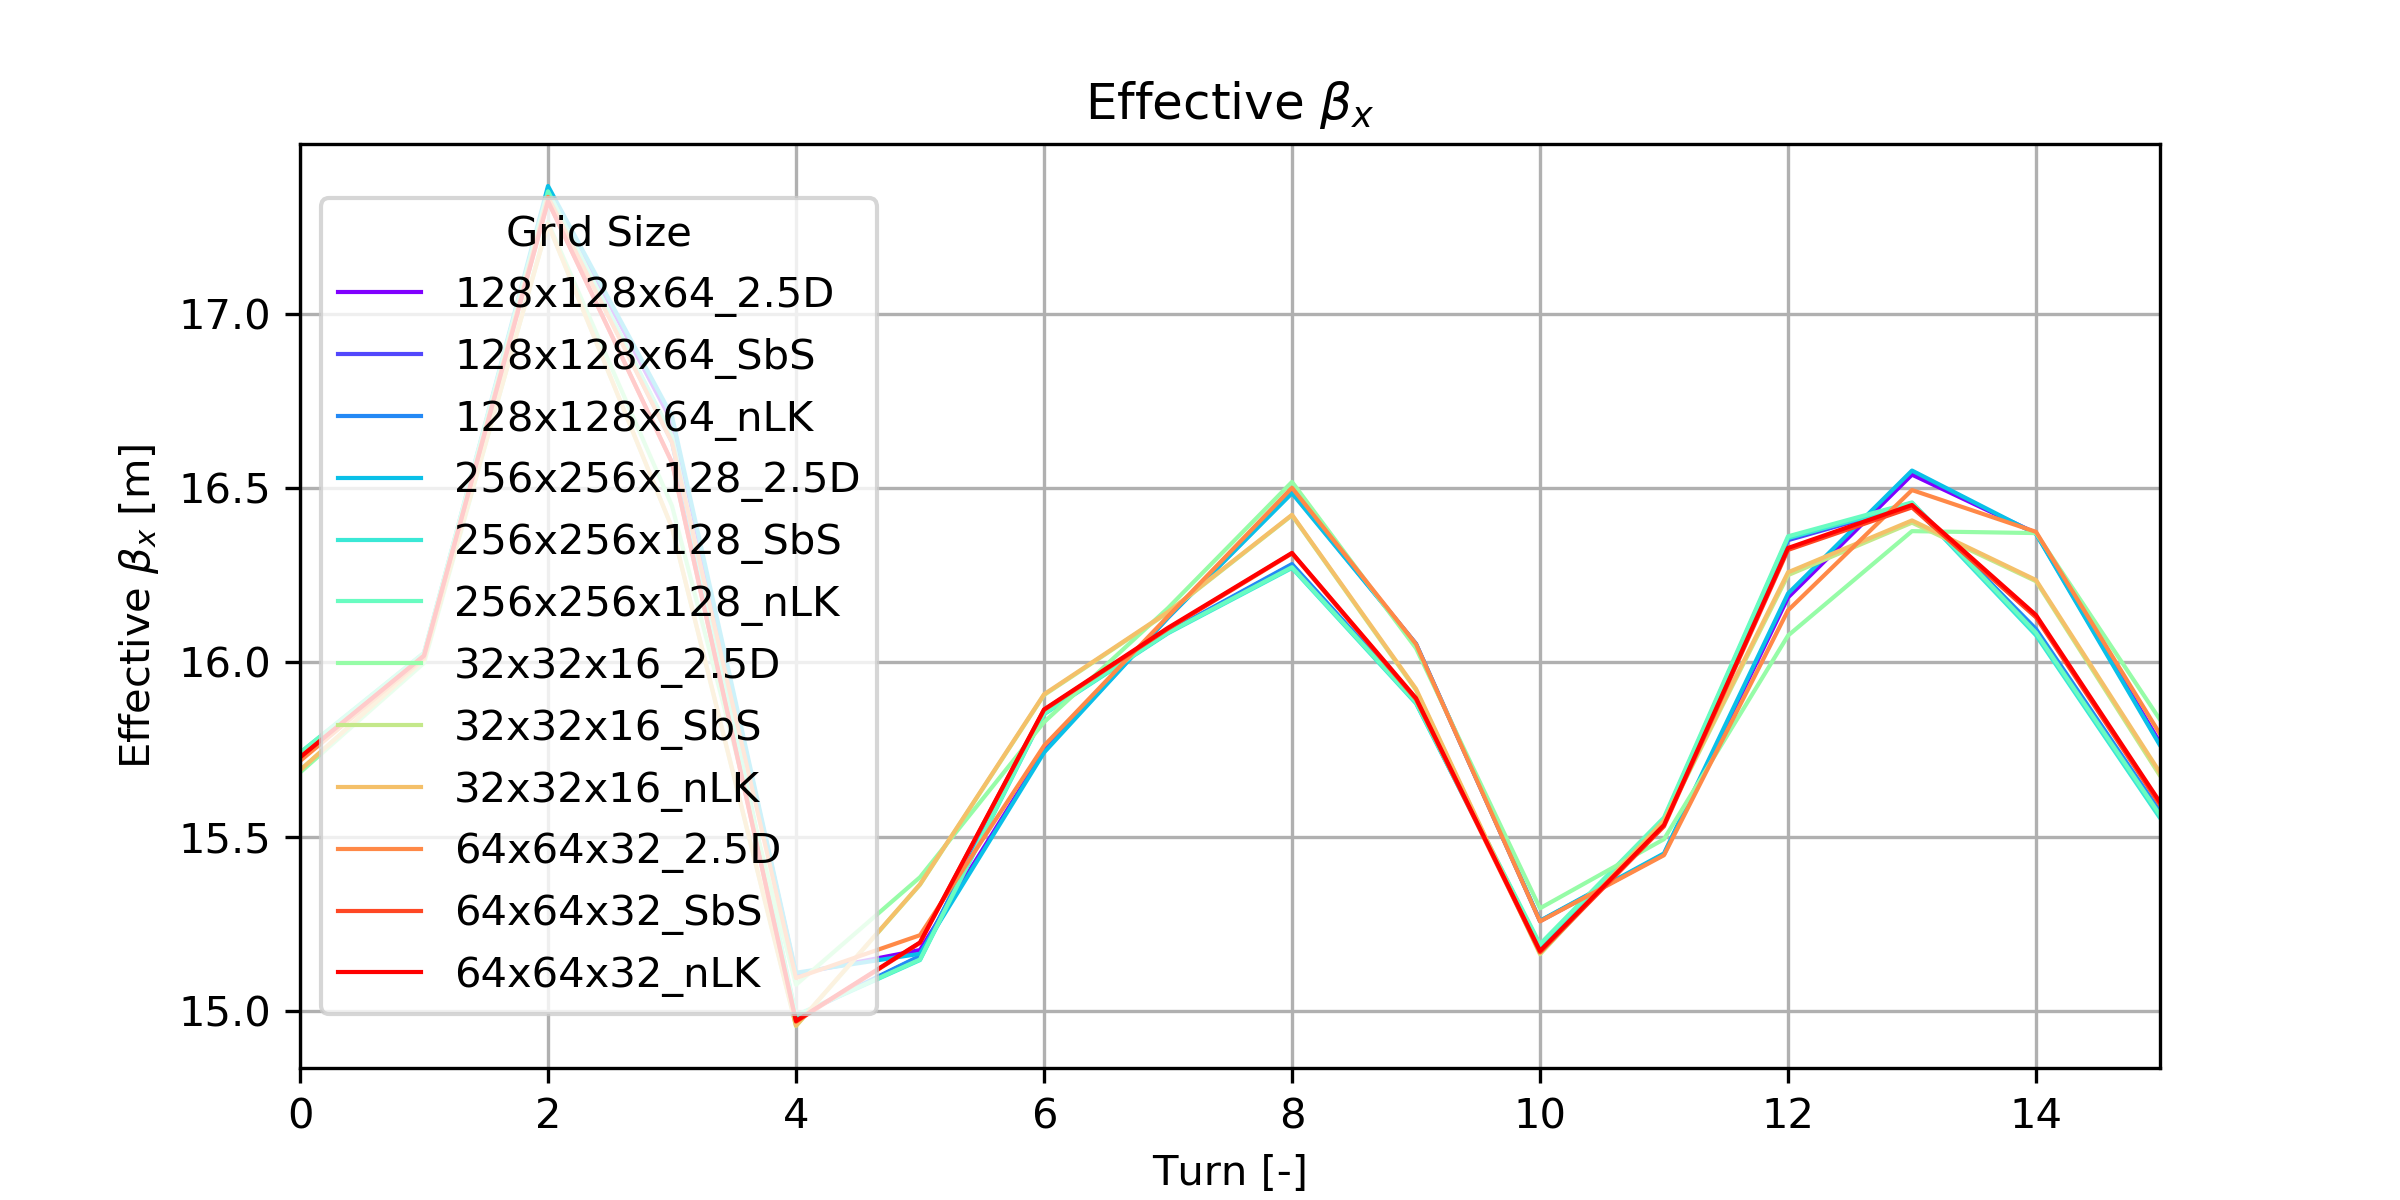 Effective βx
Grid Size
128x128x64_2.5D
128x128x64_SbS
128x128x64_nLK
256x256x128_2.5D
256x256x128_SbS
256x256x128_nLK
32x32x16_2.5D
32x32x16_SbS
32x32x16_nLK
64x64x32_2.5D
64x64x32_SbS
64x64x32_nLK
Effective βx [m]
17.0
16.5
16.0
15.5
15.0
0 2 4 6 8 10 12 14
Turn [-]